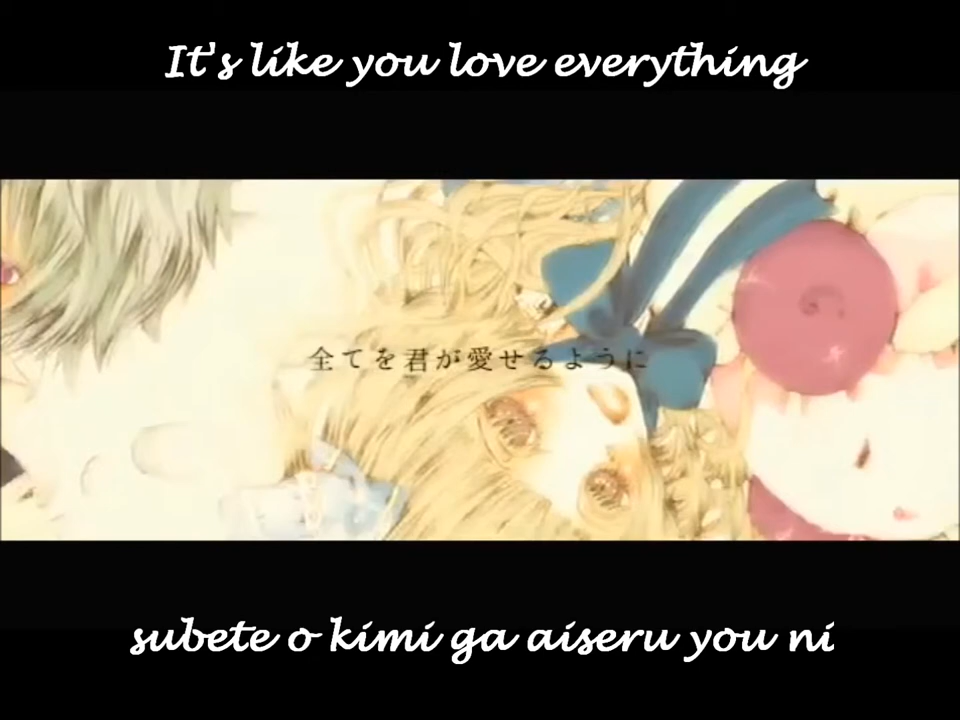 It's like you love everything
全てを君が愛せるように
subete o kimi ga aiseru you ni